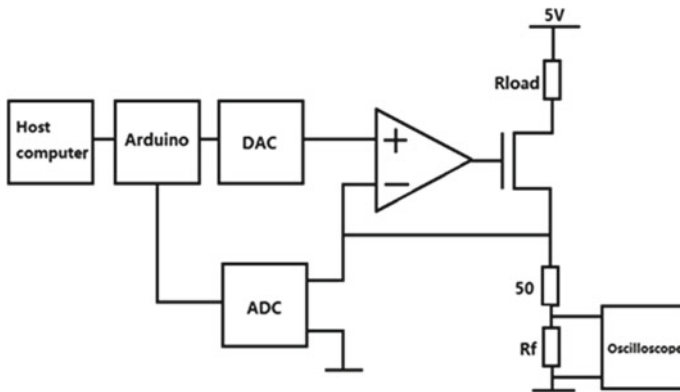 5V
Rload
Host
computer
Arduino
DAC
+
−
50
ADC
Rf
Oscilloscope